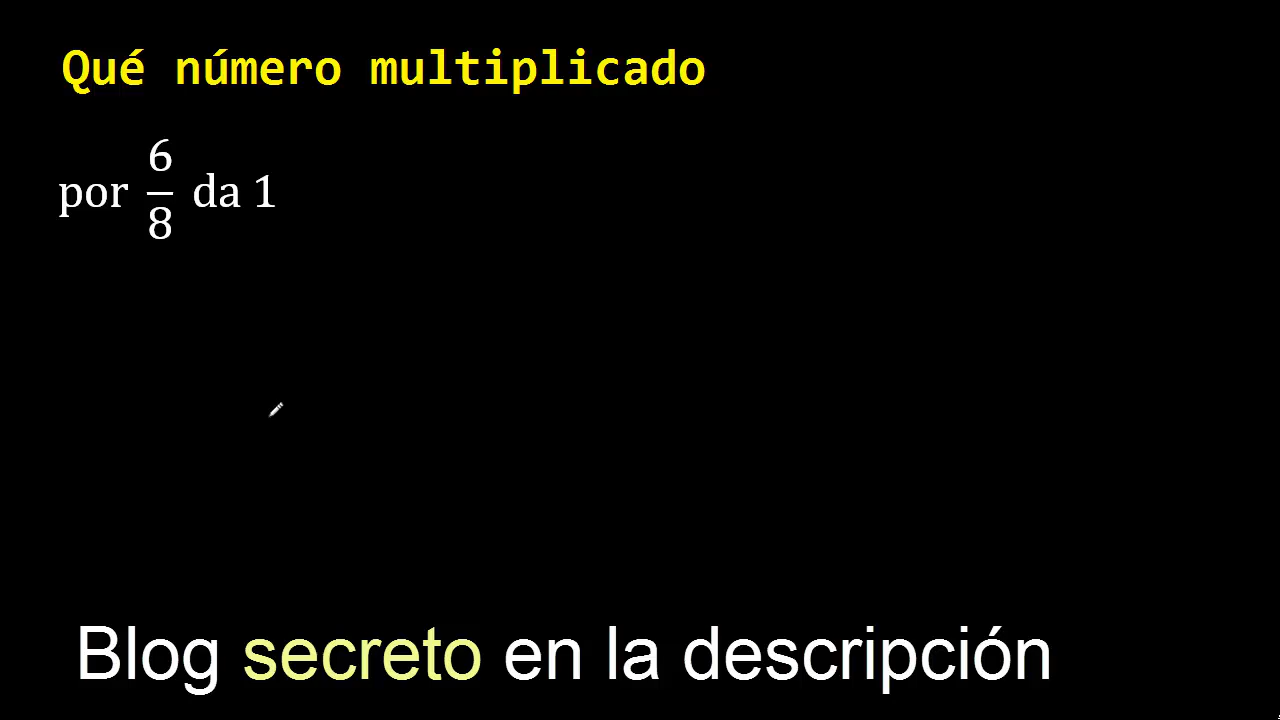 Qué número multiplicado
por 6/8 da 1
Blog secreto en la descripción